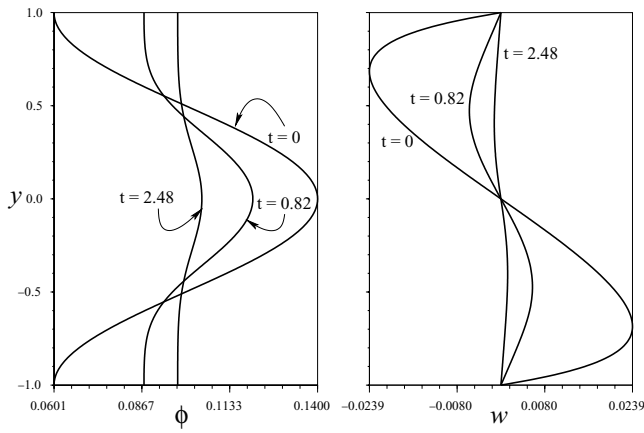 1.0
0.5
y 0.0
−0.5
−1.0
t = 0
t = 2.48
t = 0.82
0.0601 0.0867 0.1133 0.1400
ϕ
t = 2.48
t = 0.82
t = 0
−0.0239 −0.0080 0.0080 0.0239
w